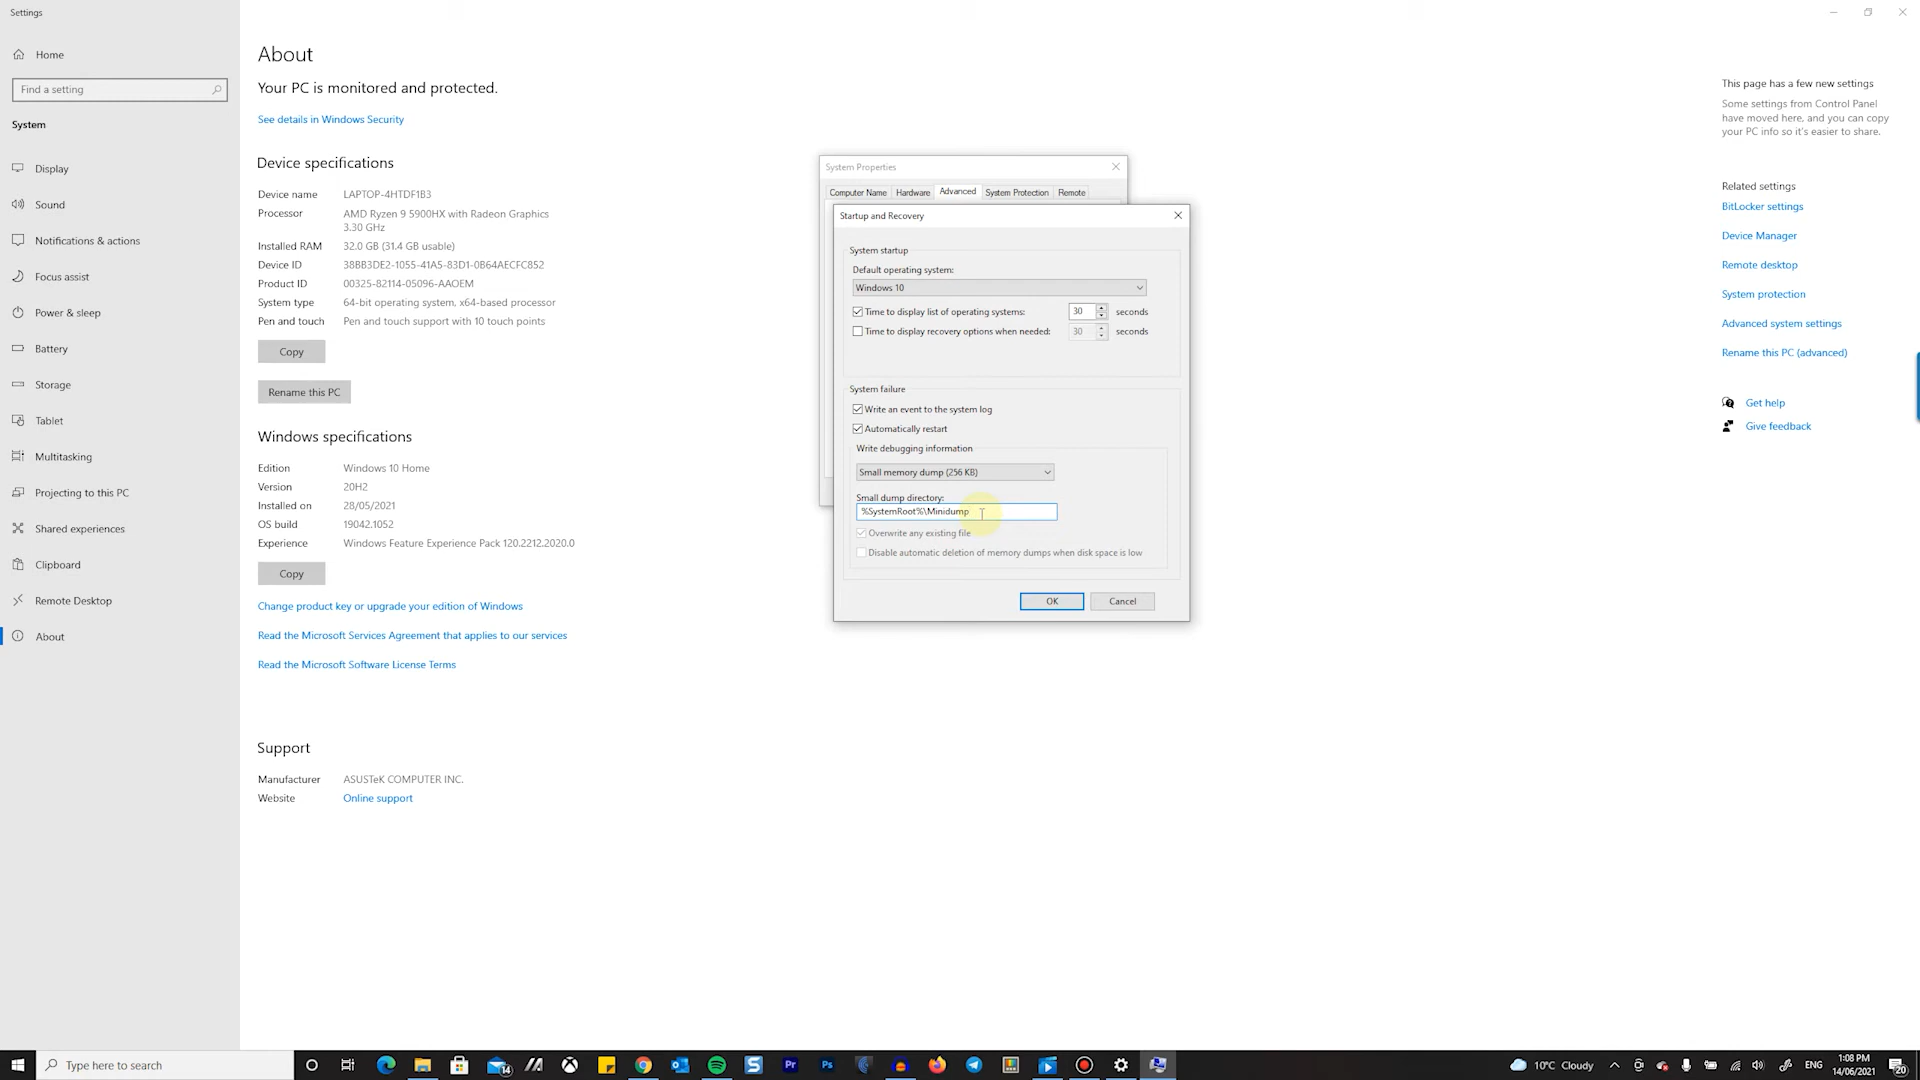 Settings
Home
Find a setting
System
Display
Sound
Notifications & actions
Focus assist
Power & sleep
Battery
Storage
Tablet
Multitasking
Projecting to this PC
Shared experiences
Clipboard
Remote Desktop
About
About
Your PC is monitored and protected.
See details in Windows Security
Device specifications
Device name LAPTOP-4HTDF1B3
Processor AMD Ryzen 9 5900HX with Radeon Graphics
3.30 GHz
Installed RAM 32.0 GB (31.4 GB usable)
Device ID 38BB3DE2-1055-41A5-83D1-0B64AECFC852
Product ID 00325-82114-05096-AAOEM
System type 64-bit operating system, x64-based processor
Pen and touch Pen and touch support with 10 touch points
Copy
Rename this PC
Windows specifications
Edition Windows 10 Home
Version 20H2
Installed on 28/05/2021
OS build 19042.1052
Experience Windows Feature Experience Pack 120.2212.2020.0
Copy
Change product key or upgrade your edition of Windows
Read the Microsoft Services Agreement that applies to our services
Read the Microsoft Software License Terms
Support
Manufacturer ASUSTeK COMPUTER INC.
Website Online support
System Properties
Computer Name Hardware Advanced System Protection Remote
Startup and Recovery
System startup
Default operating system:
Windows 10
Time to display list of operating systems: 30 seconds
Time to display recovery options when needed: 30 seconds
System failure
Write an event to the system log
Automatically restart
Write debugging information
Small memory dump (256 KB)
Small dump directory:
%SystemRoot%\Minidump
Overwrite any existing file
Disable automatic deletion of memory dumps when disk space is low
OK Cancel
This page has a few new settings
Some settings from Control Panel
have moved here, and you can copy
your PC info so it's easier to share.
Related settings
BitLocker settings
Device Manager
Remote desktop
System protection
Advanced system settings
Rename this PC (advanced)
Get help
Give feedback
Type here to search
14
Pr
Ps
10°C Cloudy
ENG
1:08 PM
14/06/2021
20